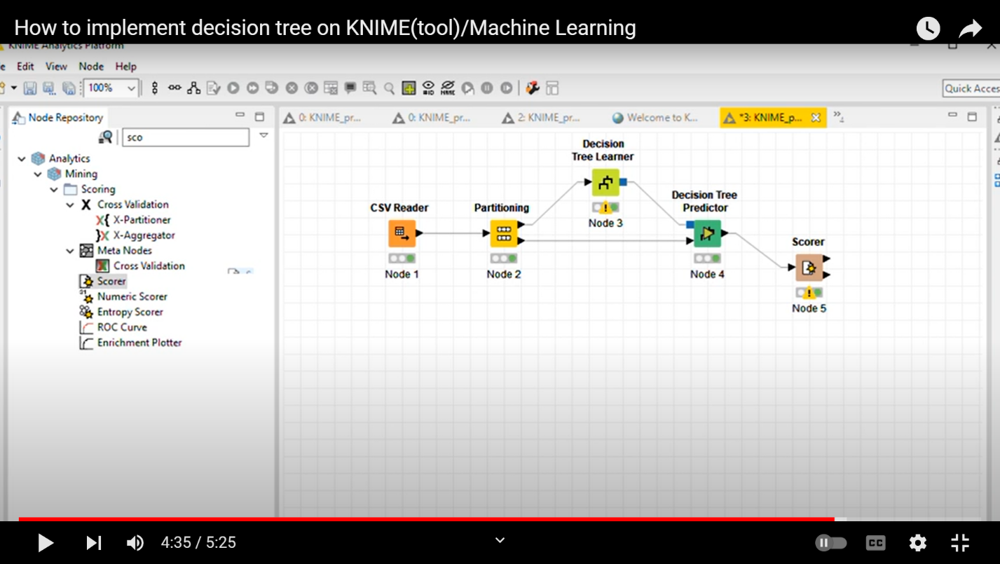 How to implement decision tree on KNIME(tool)/Machine Learning
KNIME Analytics Platform
e Edit View Node Help
100%
Quick Acces
Node Repository
0: KNIME_pr...
0: KNIME_pr...
2: KNIME_pr...
Welcome to K...
*3: KNIME_p...
sco
Analytics
Mining
Scoring
Cross Validation
X-Partitioner
X-Aggregator
Meta Nodes
Cross Validation
Scorer
Numeric Scorer
Entropy Scorer
ROC Curve
Enrichment Plotter
Decision
Tree Learner
Node 3
CSV Reader
Node 1
Partitioning
Node 2
Decision Tree
Predictor
Node 4
Scorer
Node 5
4:35 / 5:25
CC